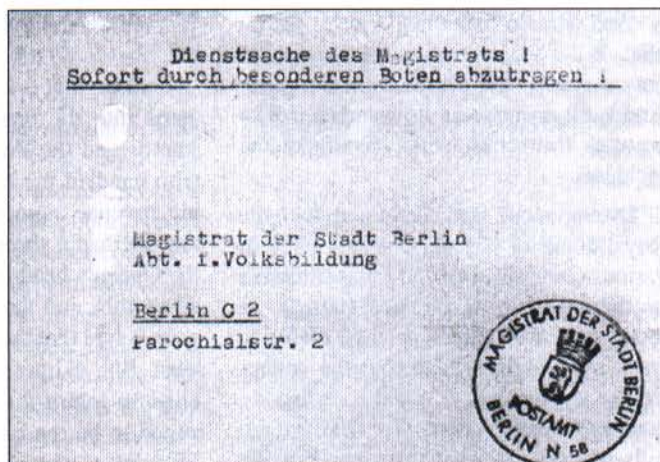 Dienstsache des Magistrats !
Sofort durch besonderen Boten abzutragen !
Magistrat der Stadt Berlin
Abt. f.Volksbildung
Berlin C 2
Parochialstr. 2
MAGISTRAT DER STADT BERLIN
POSTAMT
BERLIN N 58